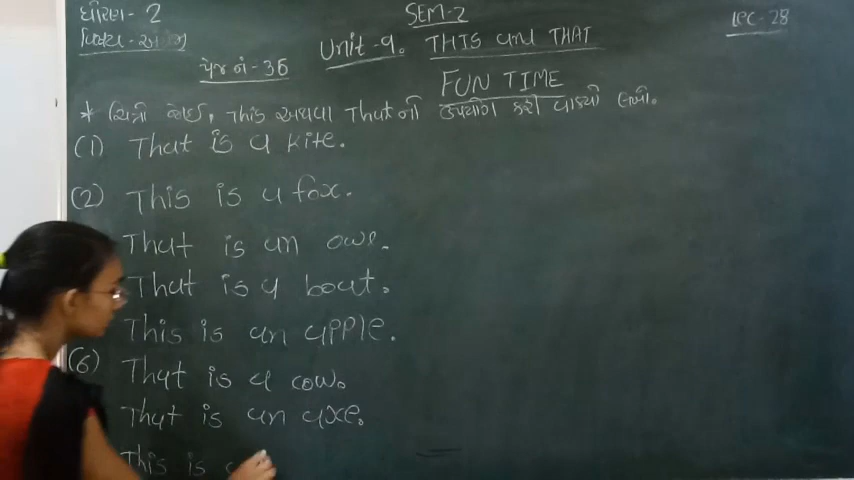 ધોરણ - 2
SEM-2
LEC - 28
વિષય - અંગ્રેજી
Unit - 9. THIS અને THAT
પેજ નં - 36
FUN TIME
* ચિત્રો જોઈ, This અથવા That નો ઉપયોગ કરી વાક્યો લખો.
(1) That is a kite.
(2) This is a fox.
That is an owl.
That is a boat.
This is an apple.
(6) That is a cow.
That is an axe.
This is